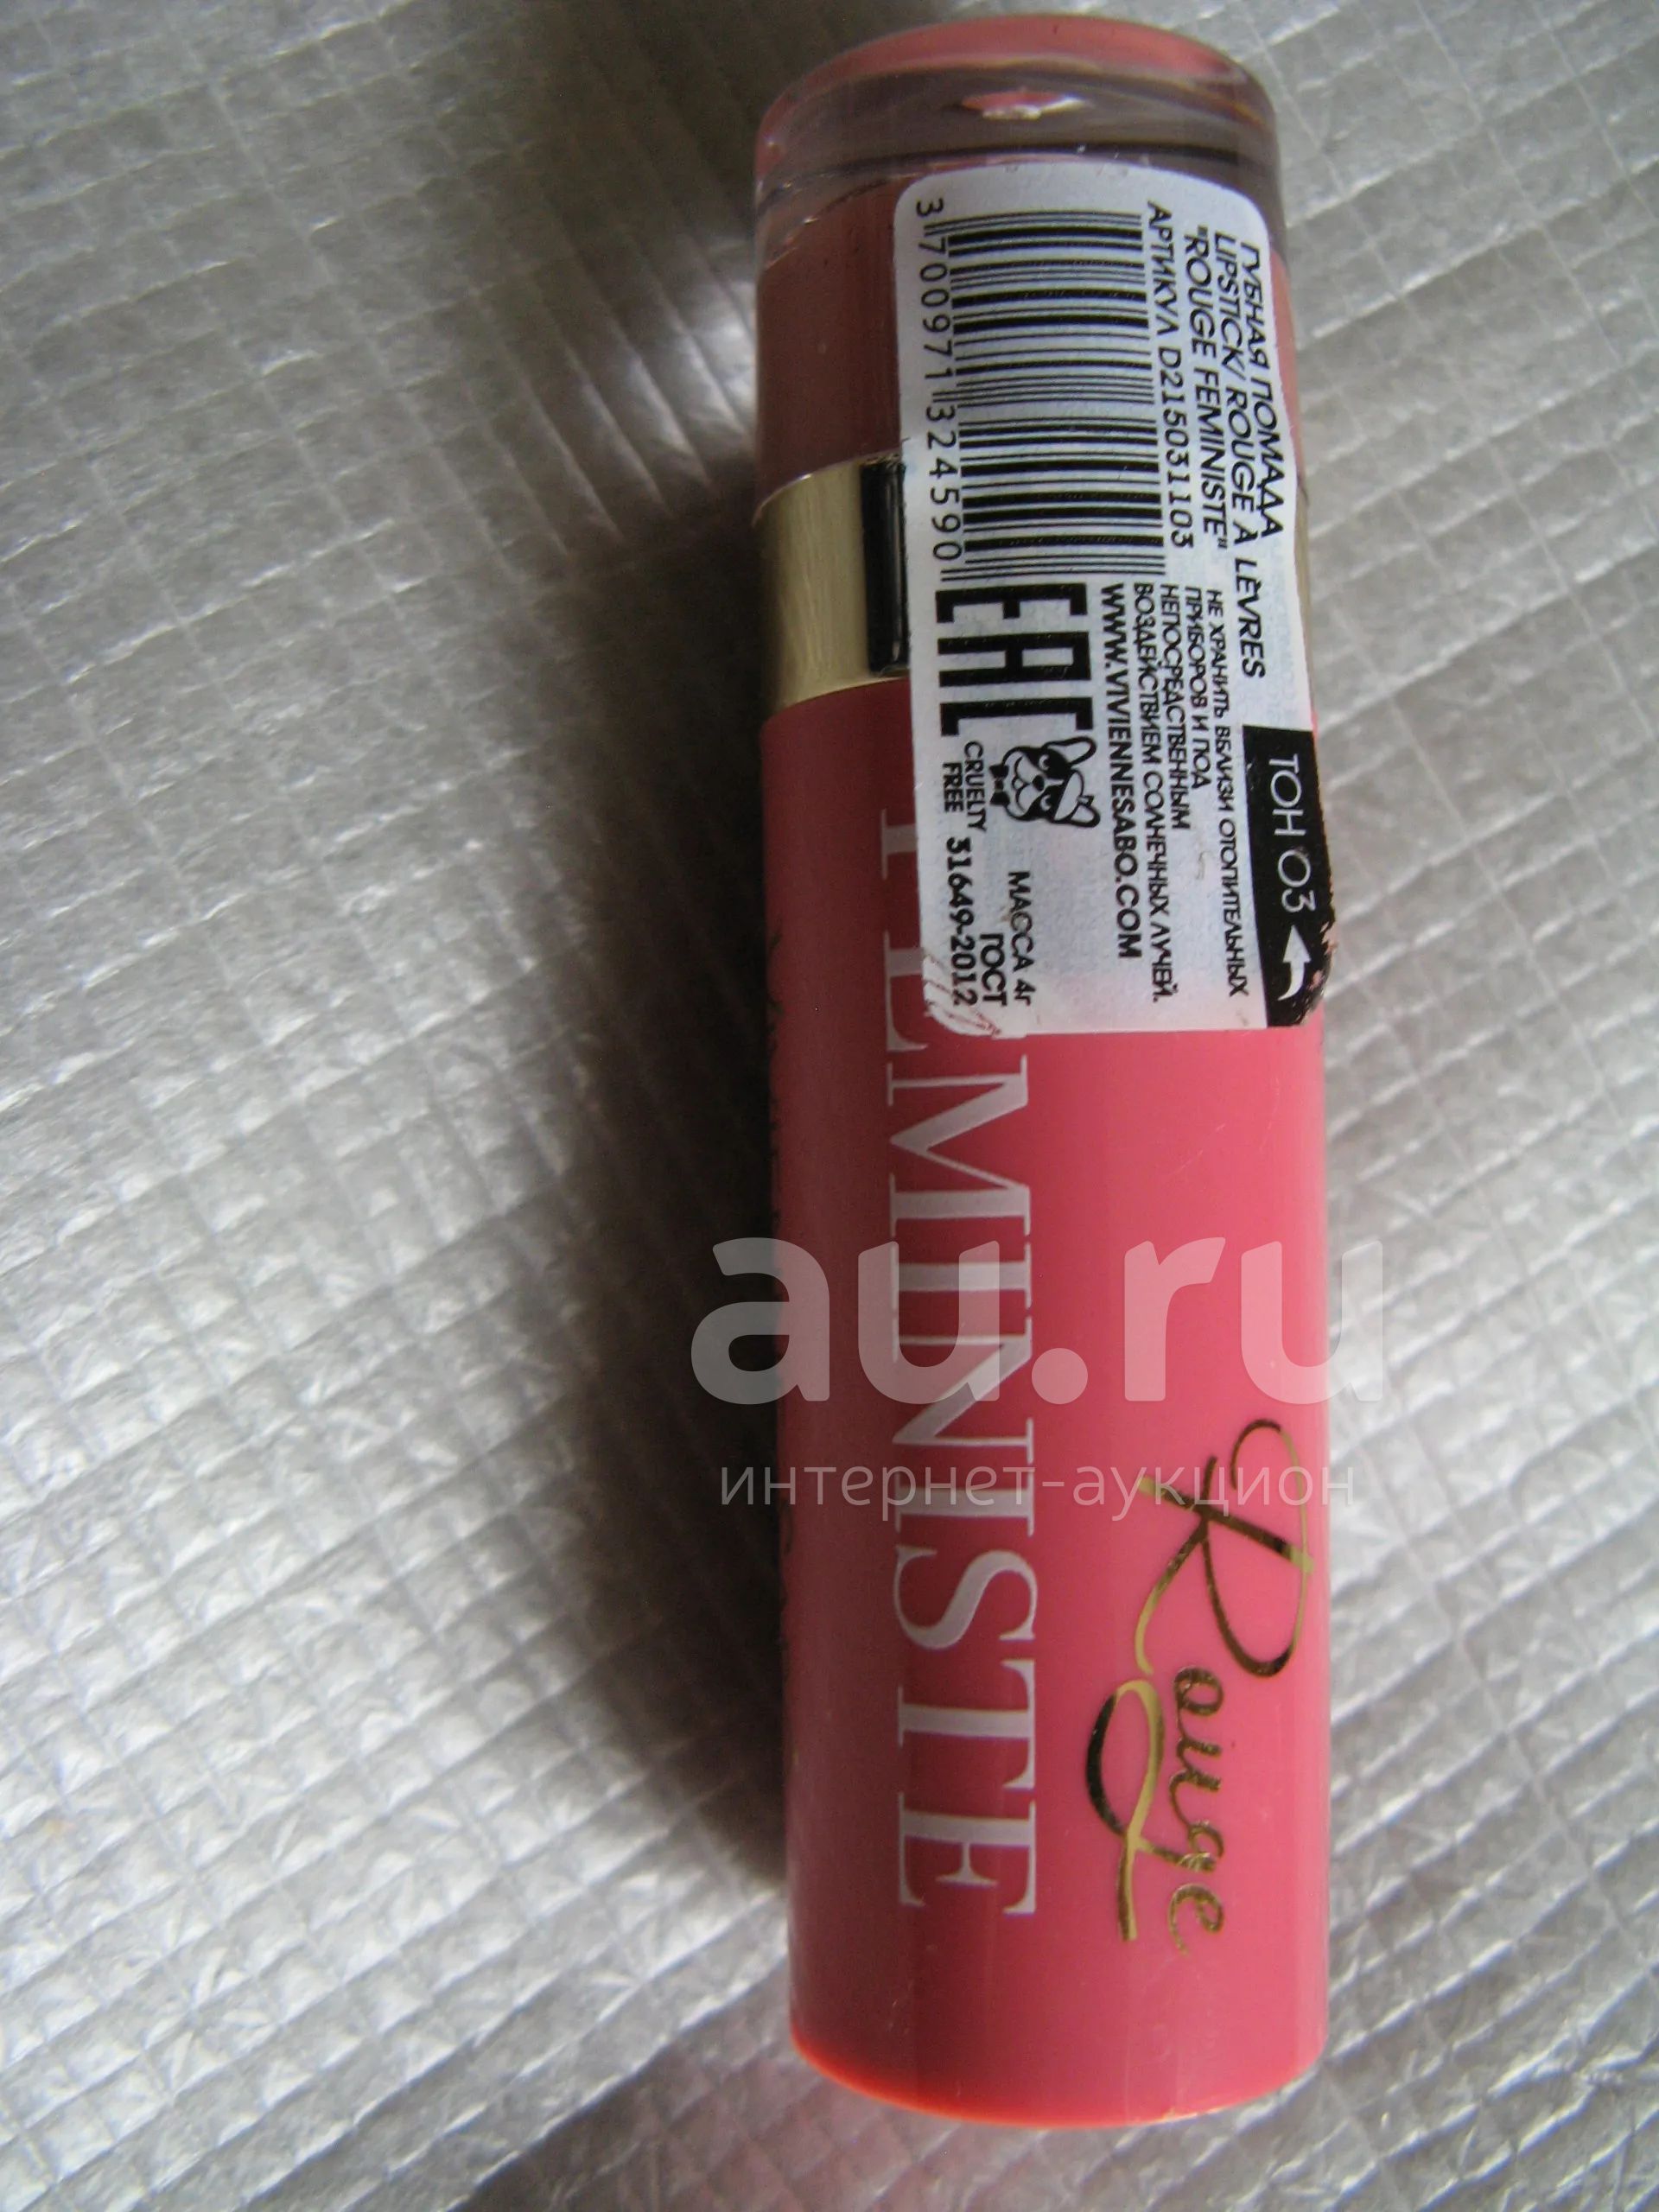 ГУБНАЯ ПОМАДА
LIPSTICK/ ROUGE À LÈVRES
"ROUGE FEMINISTE"
АРТИКУЛ D215031103
3 700971 324590
ТОН 03
НЕ ХРАНИТЬ ВБЛИЗИ ОТОПИТЕЛЬНЫХ
ПРИБОРОВ И ПОД
НЕПОСРЕДСТВЕННЫМ
ВОЗДЕЙСТВИЕМ СОЛНЕЧНЫХ ЛУЧЕЙ.
WWW.VIVIENNESABO.COM
EAC
CRUELTY
FREE
МАССА 4г
ГОСТ
31649-2012
Rouge
FEMINISTE
au.ru
интернет-аукцион